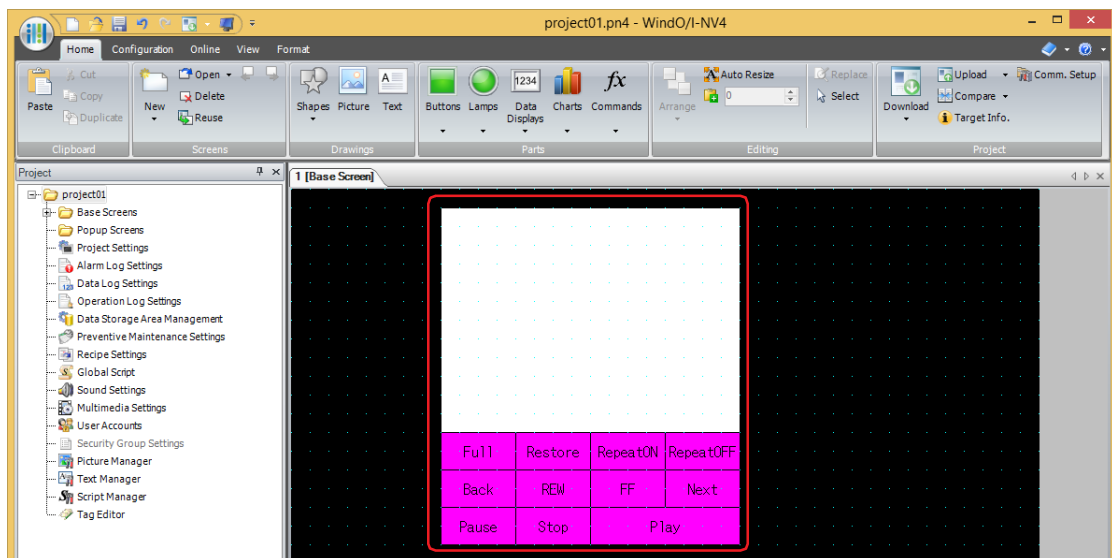 project01.pn4 - WindO/I-NV4
Home Configuration Online View Format
Paste
Cut
Copy
Duplicate
Clipboard
New
Open
Delete
Reuse
Screens
Shapes Picture Text
Drawings
Buttons Lamps Data Displays Charts Commands
1234
fx
Parts
Arrange
Auto Resize
0
Replace
Select
Editing
Download
Upload
Compare
Target Info.
Comm. Setup
Project
Project
1 [Base Screen]
project01
Base Screens
Popup Screens
Project Settings
Alarm Log Settings
Data Log Settings
Operation Log Settings
Data Storage Area Management
Preventive Maintenance Settings
Recipe Settings
Global Script
Sound Settings
Multimedia Settings
User Accounts
Security Group Settings
Picture Manager
Text Manager
Script Manager
Tag Editor
Full Restore RepeatON RepeatOFF
Back REW FF Next
Pause Stop Play